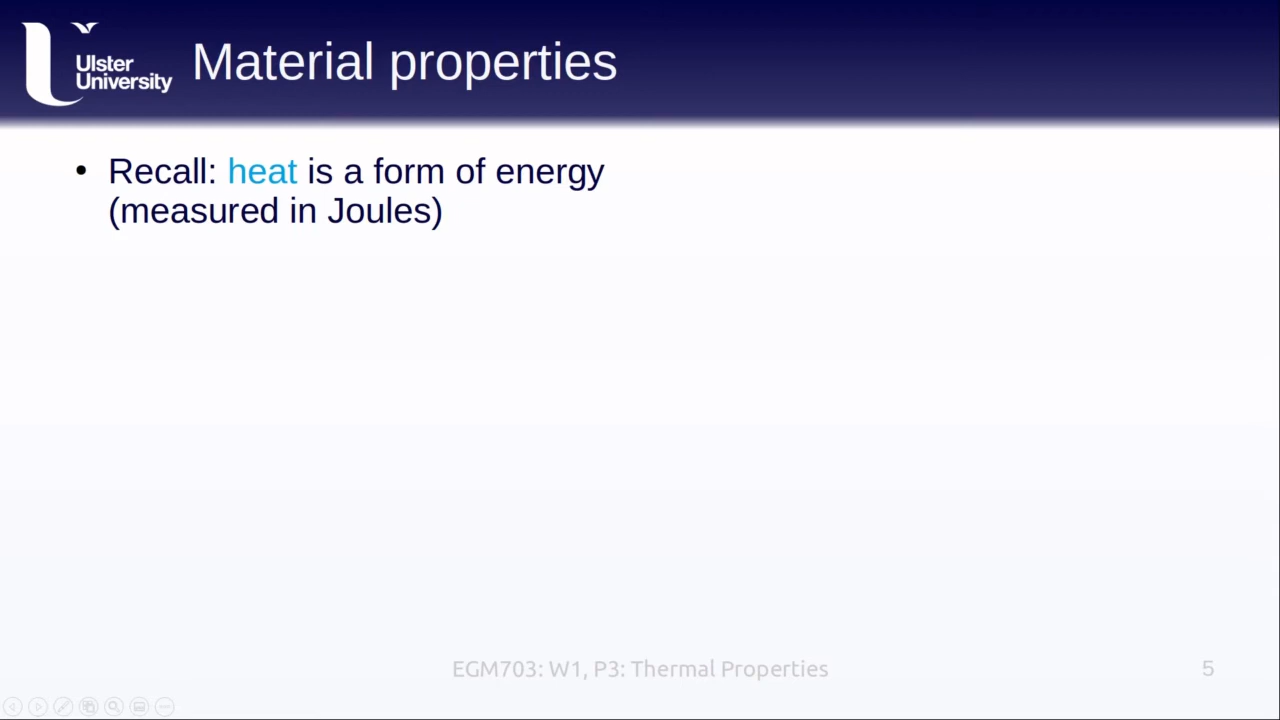 Ulster
University
Material properties
• Recall: heat is a form of energy
(measured in Joules)
EGM703: W1, P3: Thermal Properties
5